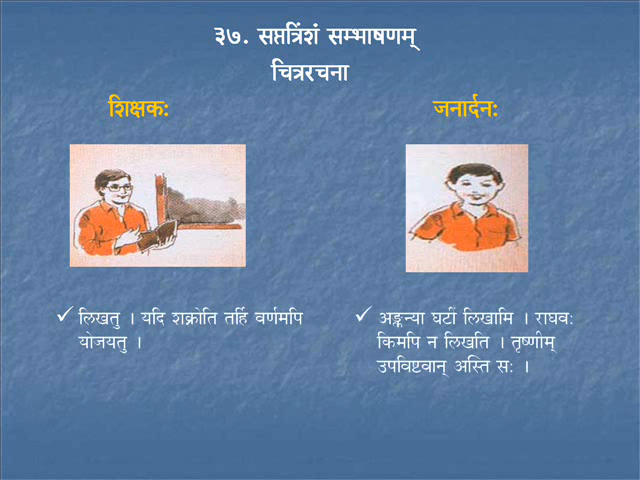 ३७. सप्तत्रिंशं सम्भाषणम्
चित्ररचना
शिक्षकः
जनार्दनः
लिखतु । यदि शक्नोति तर्हि वर्णमपि
योजयतु ।
अङ्कन्या घटीं लिखामि । राघवः
किमपि न लिखति । तृष्णीम्
उपविष्टवान् अस्ति सः ।